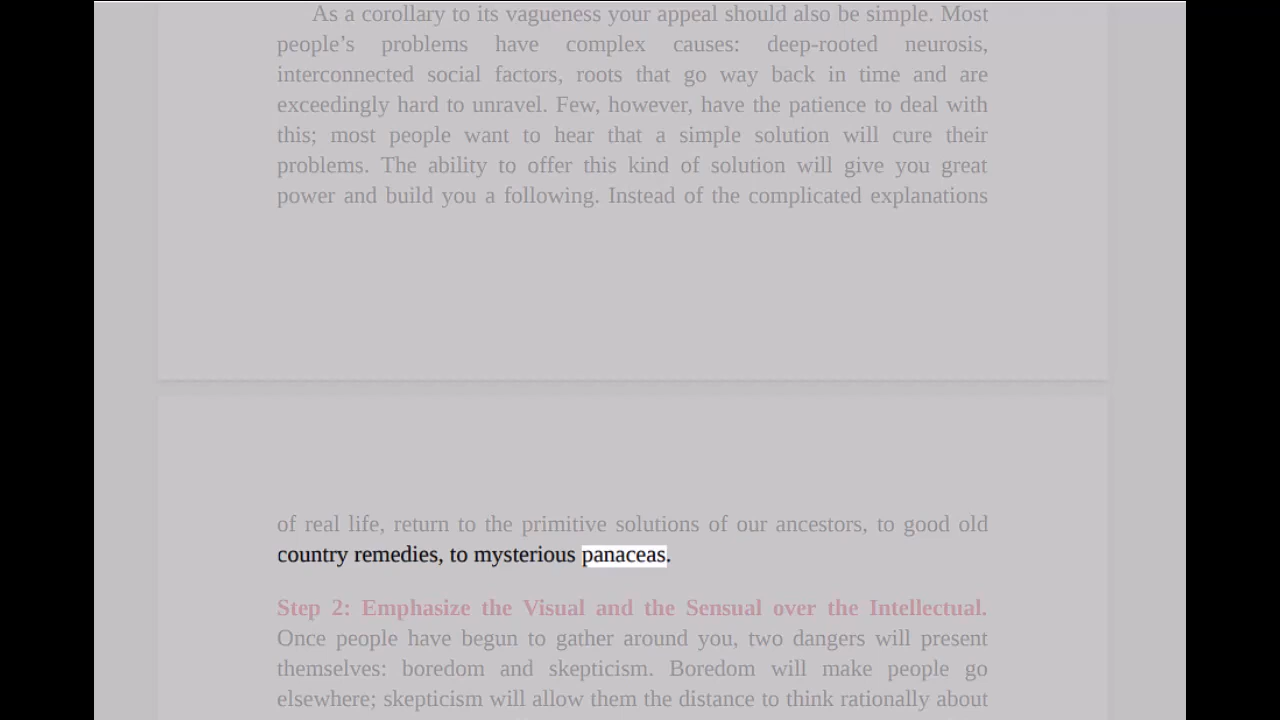 As a corollary to its vagueness your appeal should also be simple. Most
people’s problems have complex causes: deep-rooted neurosis,
interconnected social factors, roots that go way back in time and are
exceedingly hard to unravel. Few, however, have the patience to deal with
this; most people want to hear that a simple solution will cure their
problems. The ability to offer this kind of solution will give you great
power and build you a following. Instead of the complicated explanations
of real life, return to the primitive solutions of our ancestors, to good old
country remedies, to mysterious panaceas.
Step 2: Emphasize the Visual and the Sensual over the Intellectual.
Once people have begun to gather around you, two dangers will present
themselves: boredom and skepticism. Boredom will make people go
elsewhere; skepticism will allow them the distance to think rationally about